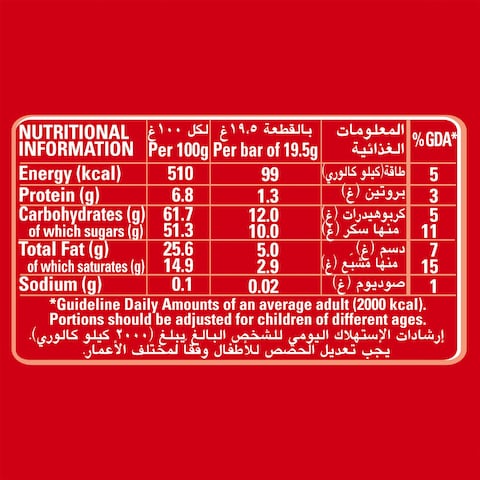 NUTRITIONAL INFORMATION | لكل ١٠٠غ Per 100g | بالقطعة ١٩،٥غ Per bar of 19.5g | المعلومات الغذائية | %GDA*
Energy (kcal) 510 99 طاقة(كيلو كالوري) 5
Protein (g) 6.8 1.3 بروتين (غ) 3
Carbohydrates (g) 61.7 12.0 كربوهيدرات (غ) 5
of which sugars (g) 51.3 10.0 منها سكر (غ) 11
Total Fat (g) 25.6 5.0 دسم (غ) 7
of which saturates (g) 14.9 2.9 منها مشبّع (غ) 15
Sodium (g) 0.1 0.02 صوديوم (غ) 1
*Guideline Daily Amounts of an average adult (2000 kcal).
Portions should be adjusted for children of different ages.
إرشادات الإستهلاك اليومي للشخص البالغ يبلغ (٢٠٠٠ كيلو كالوري).
يجب تعديل الحصص للأطفال وفقاً لمختلف الأعمار.